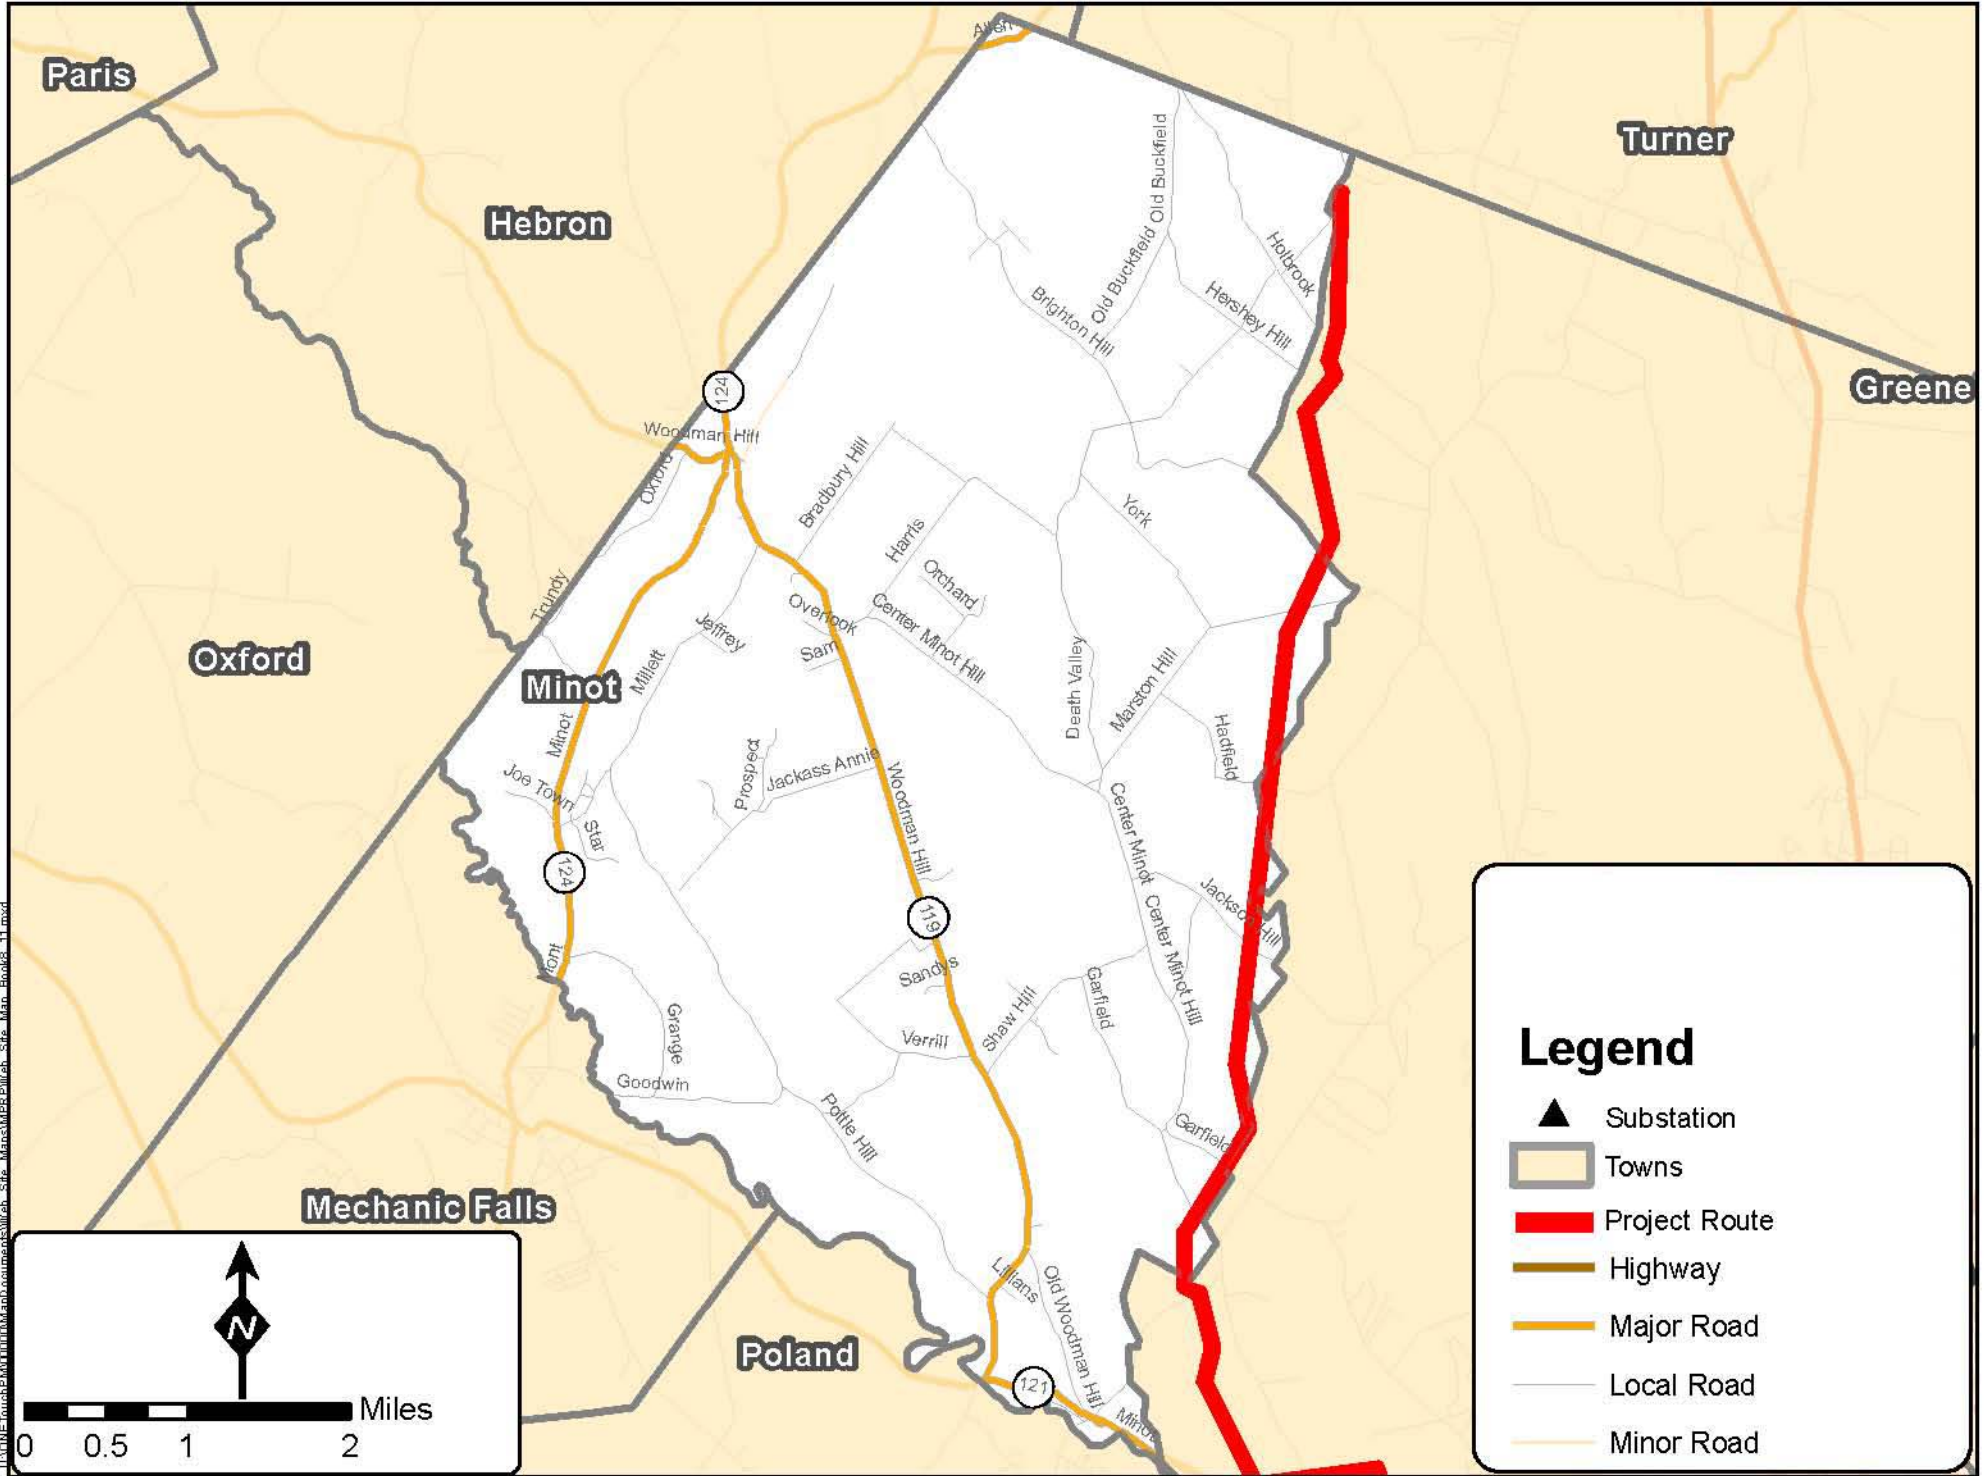 Allen
Paris
Turner
Old Buckfield
Hebron
Holbrook
Old Buckfield
Hershey Hill
Brighton Hill
Greene
124
Woodman Hill
Oxford
Bradbury Hill
York
Harris
Orchard
Trundy
Overlook
Center Minot Hill
Jeffrey
Sam
Oxford
Millett
Death Valley
Marston Hill
Minot
Minot
Hadfield
Prospect
Jackass Annie
Joe Town
Woodman Hill
Center Minot
Star
124
Jackson Hill
119
Center Minot Hill
Sandys
Garfield
Shaw Hill
Grange
Verrill
Goodwin
Pottle Hill
Garfield
Mechanic Falls
Lillians
Old Woodman Hill
Poland
121
Minot
N
Miles
0 0.5 1 2
Legend
Substation
Towns
Project Route
Highway
Major Road
Local Road
Minor Road